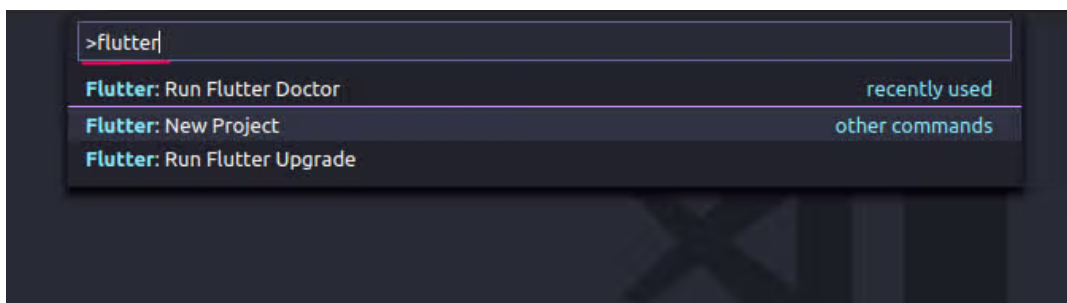 >flutter
Flutter: Run Flutter Doctor recently used
Flutter: New Project other commands
Flutter: Run Flutter Upgrade